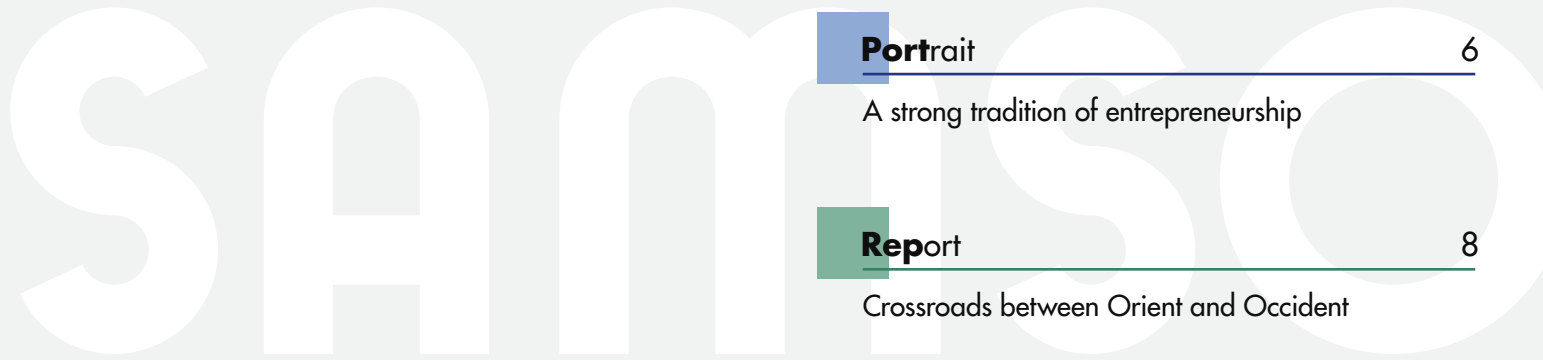 SAMSO
Portrait 6
A strong tradition of entrepreneurship
Report 8
Crossroads between Orient and Occident